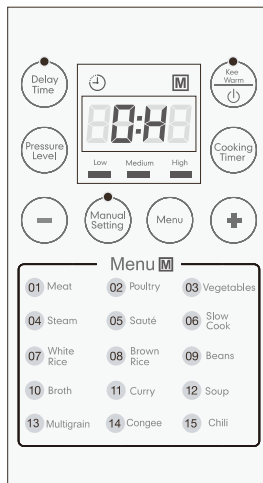 Delay
Time
M
Kee
Warm
0:H
Pressure
Level
Low Medium High
Cooking
Timer
Manual
Setting
Menu
Menu M
01 Meat
02 Poultry
03 Vegetables
04 Steam
05 Sauté
06 Slow
Cook
07 White
Rice
08 Brown
Rice
09 Beans
10 Broth
11 Curry
12 Soup
13 Multigrain
14 Congee
15 Chili